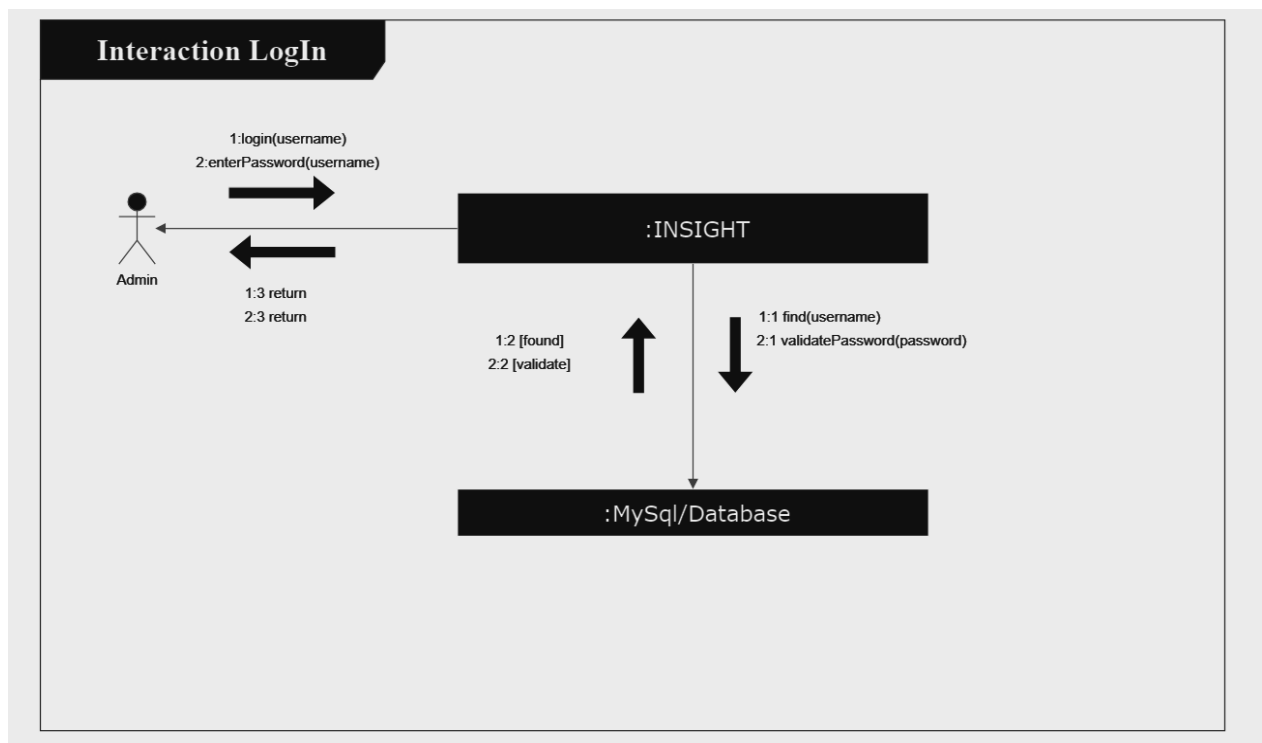 Interaction LogIn
1:login(username)
2:enterPassword(username)
:INSIGHT
Admin
1:3 return
2:3 return
1:1 find(username)
2:1 validatePassword(password)
1:2 [found]
2:2 [validate]
:MySql/Database